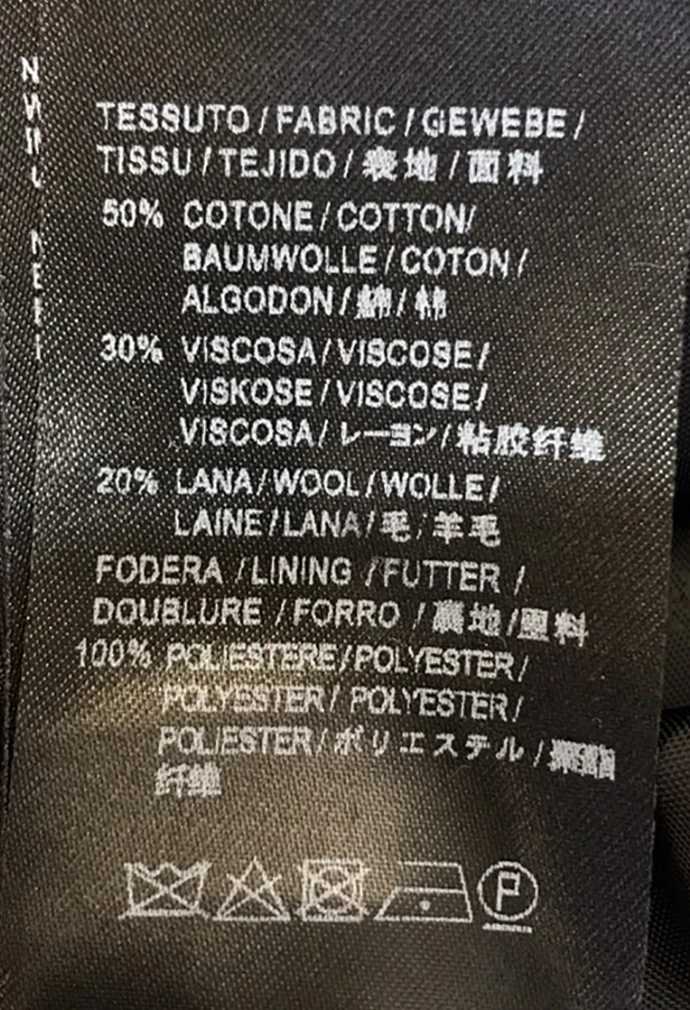 TESSUTO / FABRIC / GEWEBE /
TISSU / TEJIDO / 表地 / 面料
50% COTONE / COTTON/
BAUMWOLLE / COTON /
ALGODON / 綿 / 棉
30% VISCOSA / VISCOSE /
VISKOSE / VISCOSE /
VISCOSA / レーヨン / 粘胶纤维
20% LANA / WOOL / WOLLE /
LAINE / LANA / 毛 / 羊毛
FODERA / LINING / FUTTER /
DOUBLURE / FORRO / 裏地 / 里料
100% POLIESTERE / POLYESTER /
POLYESTER / POLYESTER /
POLIESTER / ポリエステル / 聚酯
纤维
P